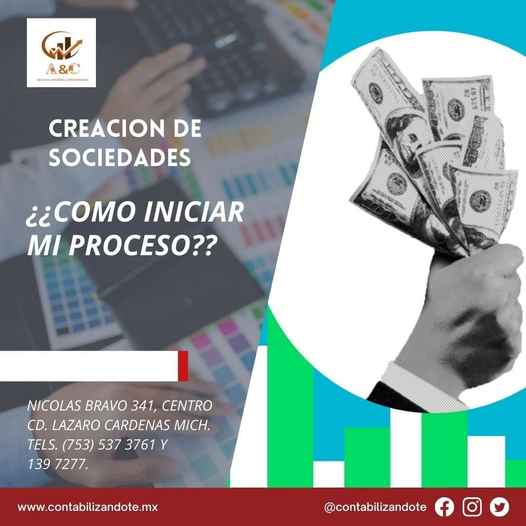 A & C
CREACION DE
SOCIEDADES
¿¿COMO INICIAR
MI PROCESO??
NICOLAS BRAVO 341, CENTRO
CD. LAZARO CARDENAS MICH.
TELS. (753) 537 3761 Y
139 7277.
www.contabilizandote.mx
@contabilizandote